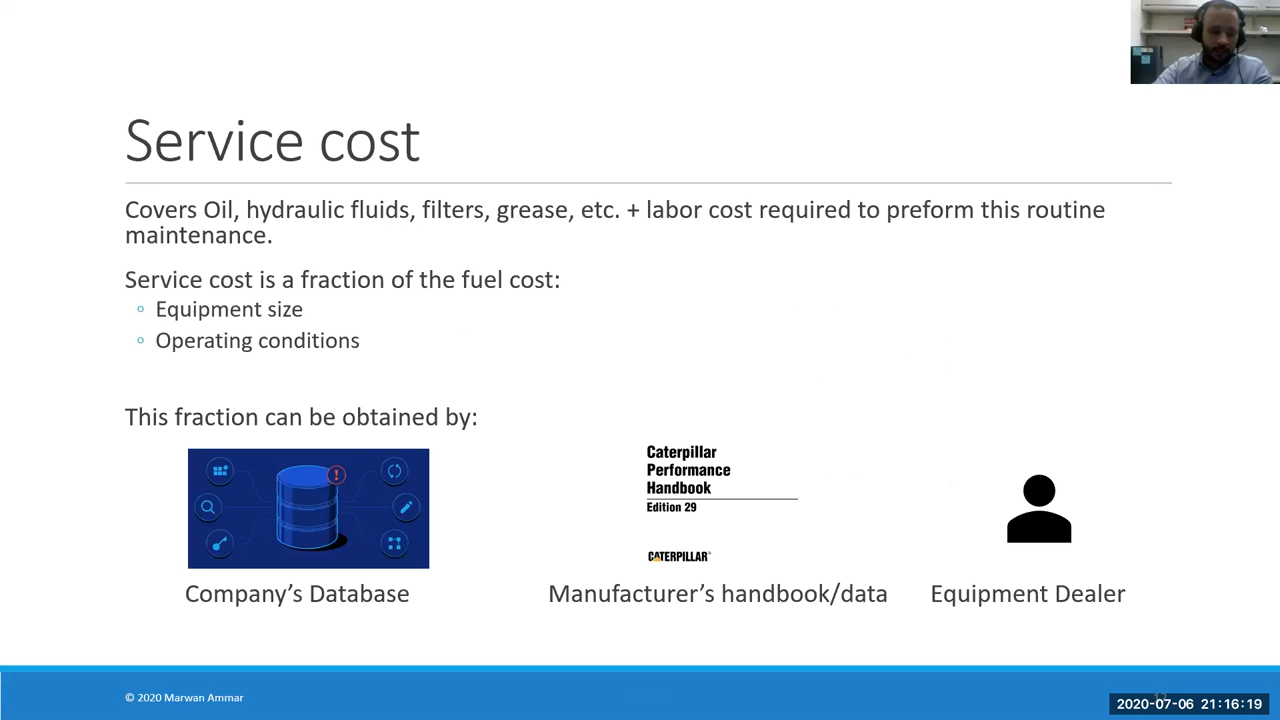 Service cost
Covers Oil, hydraulic fluids, filters, grease, etc. + labor cost required to preform this routine
maintenance.
Service cost is a fraction of the fuel cost:
Equipment size
Operating conditions
This fraction can be obtained by:
Caterpillar
Performance
Handbook
Edition 29
CATERPILLAR®
Company's Database
Manufacturer's handbook/data
Equipment Dealer
© 2020 Marwan Ammar
2020-07-06 21:16:19